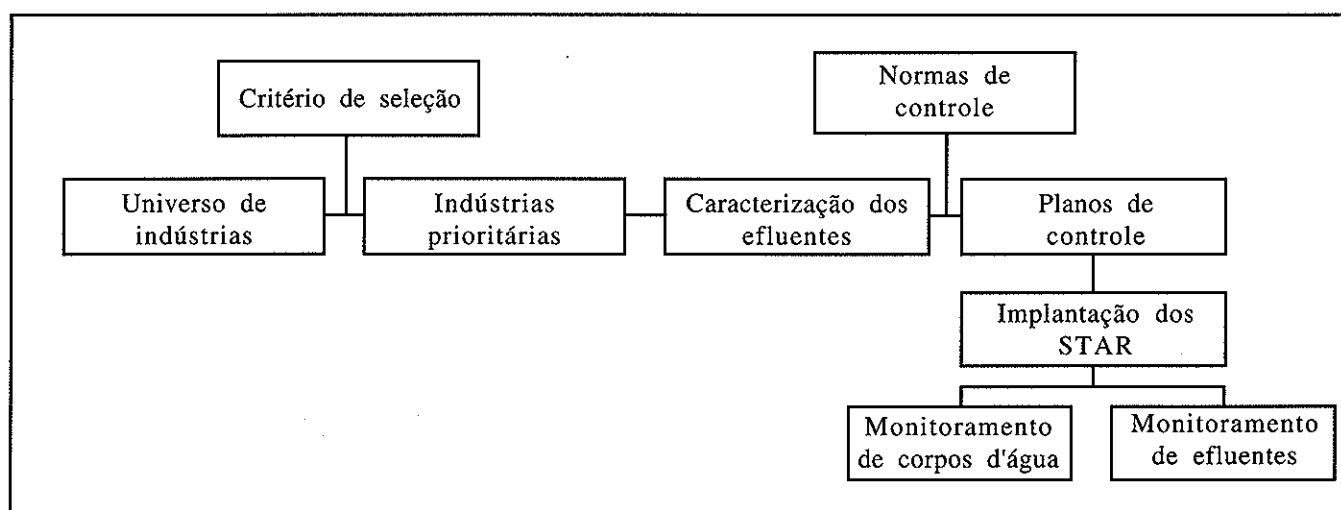 Critério de seleção
Normas de
controle
Universo de
indústrias
Indústrias
prioritárias
Caracterização dos
efluentes
Planos de
controle
Implantação dos
STAR
Monitoramento
de corpos d'água
Monitoramento
de efluentes